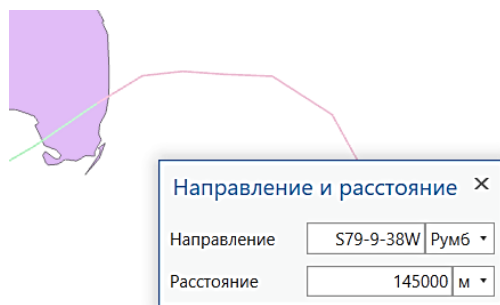 Направление и расстояние ✕
Направление S79-9-38W Румб
Расстояние 145000 м